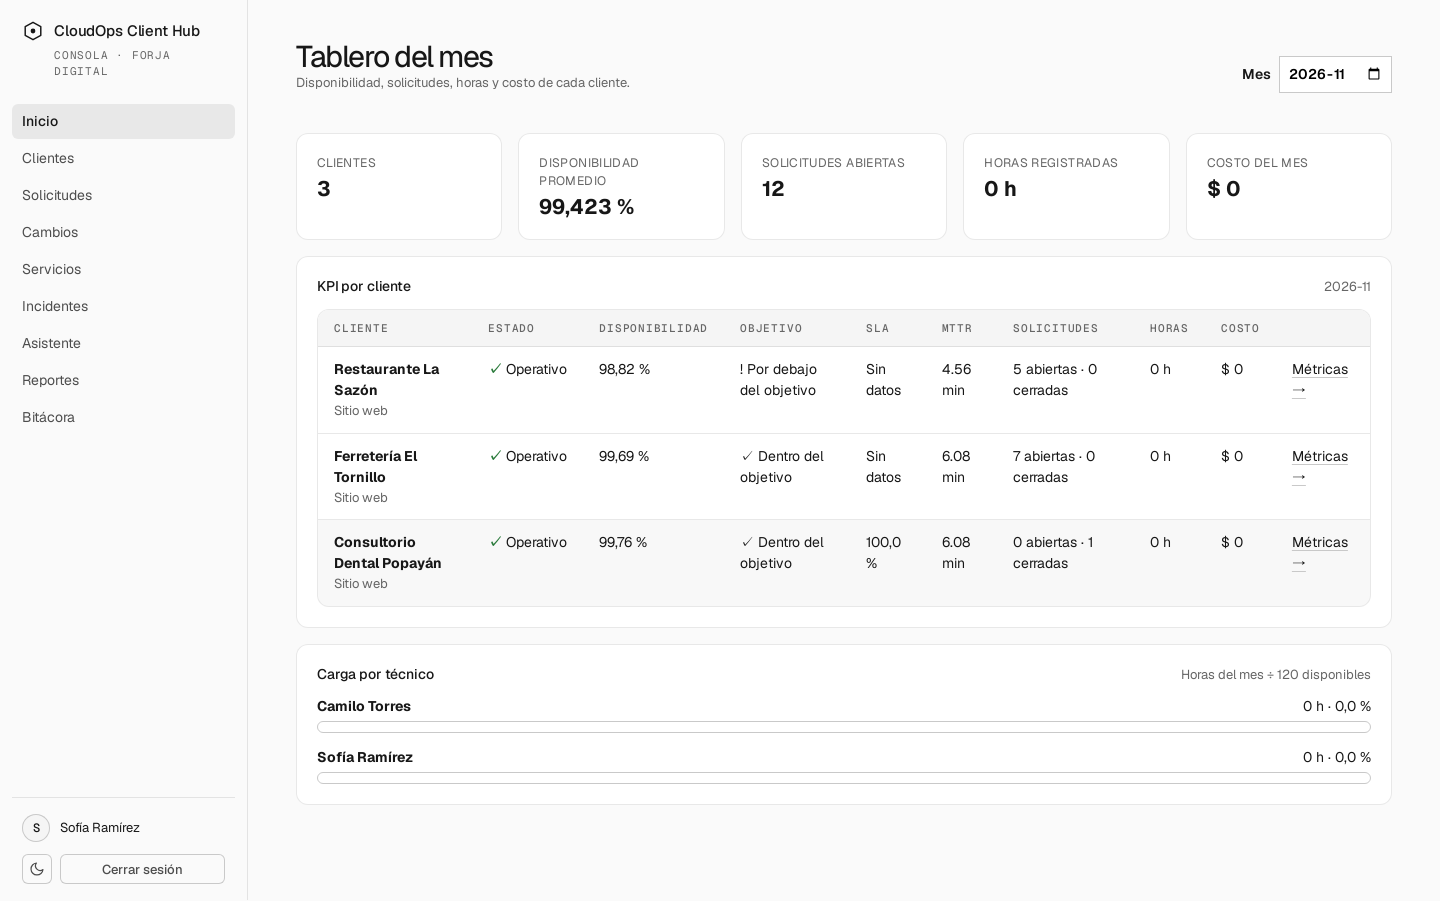 CloudOps Client Hub
CONSOLA · FORJA
DIGITAL
Inicio
Clientes
Solicitudes
Cambios
Servicios
Incidentes
Asistente
Reportes
Bitácora
S Sofía Ramírez
Cerrar sesión
Tablero del mes
Disponibilidad, solicitudes, horas y costo de cada cliente.
Mes 2026-11
CLIENTES
3
DISPONIBILIDAD
PROMEDIO
99,423 %
SOLICITUDES ABIERTAS
12
HORAS REGISTRADAS
0 h
COSTO DEL MES
$ 0
KPI por cliente 2026-11
CLIENTE ESTADO DISPONIBILIDAD OBJETIVO SLA MTTR SOLICITUDES HORAS COSTO
Restaurante La ✓ Operativo 98,82 % ! Por debajo Sin 4.56 5 abiertas · 0 0 h $ 0 Métricas
Sazón del objetivo datos min cerradas →
Sitio web
Ferretería El ✓ Operativo 99,69 % ✓ Dentro del Sin 6.08 7 abiertas · 0 0 h $ 0 Métricas
Tornillo objetivo datos min cerradas →
Sitio web
Consultorio ✓ Operativo 99,76 % ✓ Dentro del 100,0 6.08 0 abiertas · 1 0 h $ 0 Métricas
Dental Popayán objetivo % min cerradas →
Sitio web
Carga por técnico Horas del mes ÷ 120 disponibles
Camilo Torres 0 h · 0,0 %
Sofía Ramírez 0 h · 0,0 %